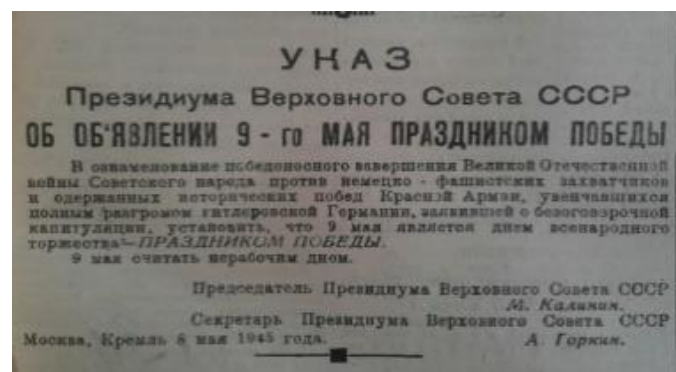 УКАЗ
Президиума Верховного Совета СССР
ОБ ОБ'ЯВЛЕНИИ 9-го МАЯ ПРАЗДНИКОМ ПОБЕДЫ
В ознаменование победоносного завершения Великой Отечественной
войны Советского народа против немецко-фашистских захватчиков
и одержанных исторических побед Красной Армии, увенчавшихся
полным разгромом гитлеровской Германии, заявившей о безоговорочной
капитуляции, установить, что 9 мая является днем всенародного
торжества—ПРАЗДНИКОМ ПОБЕДЫ.
9 мая считать нерабочим днем.
Председатель Президиума Верховного Совета СССР
М. Калинин.
Секретарь Президиума Верховного Совета СССР
А. Горкин.
Москва, Кремль 8 мая 1945 года.